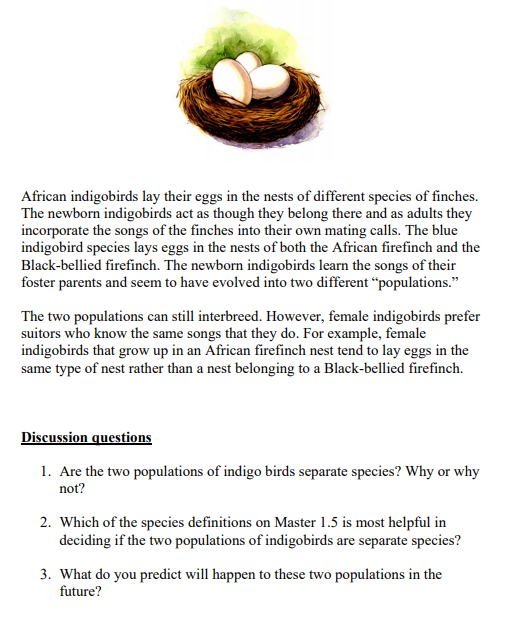 African indigobirds lay their eggs in the nests of different species of finches.
The newborn indigobirds act as though they belong there and as adults they
incorporate the songs of the finches into their own mating calls. The blue
indigobird species lays eggs in the nests of both the African firefinch and the
Black-bellied firefinch. The newborn indigobirds learn the songs of their
foster parents and seem to have evolved into two different “populations.”
The two populations can still interbreed. However, female indigobirds prefer
suitors who know the same songs that they do. For example, female
indigobirds that grow up in an African firefinch nest tend to lay eggs in the
same type of nest rather than a nest belonging to a Black-bellied firefinch.
Discussion questions
1. Are the two populations of indigo birds separate species? Why or why
not?
2. Which of the species definitions on Master 1.5 is most helpful in
deciding if the two populations of indigobirds are separate species?
3. What do you predict will happen to these two populations in the
future?